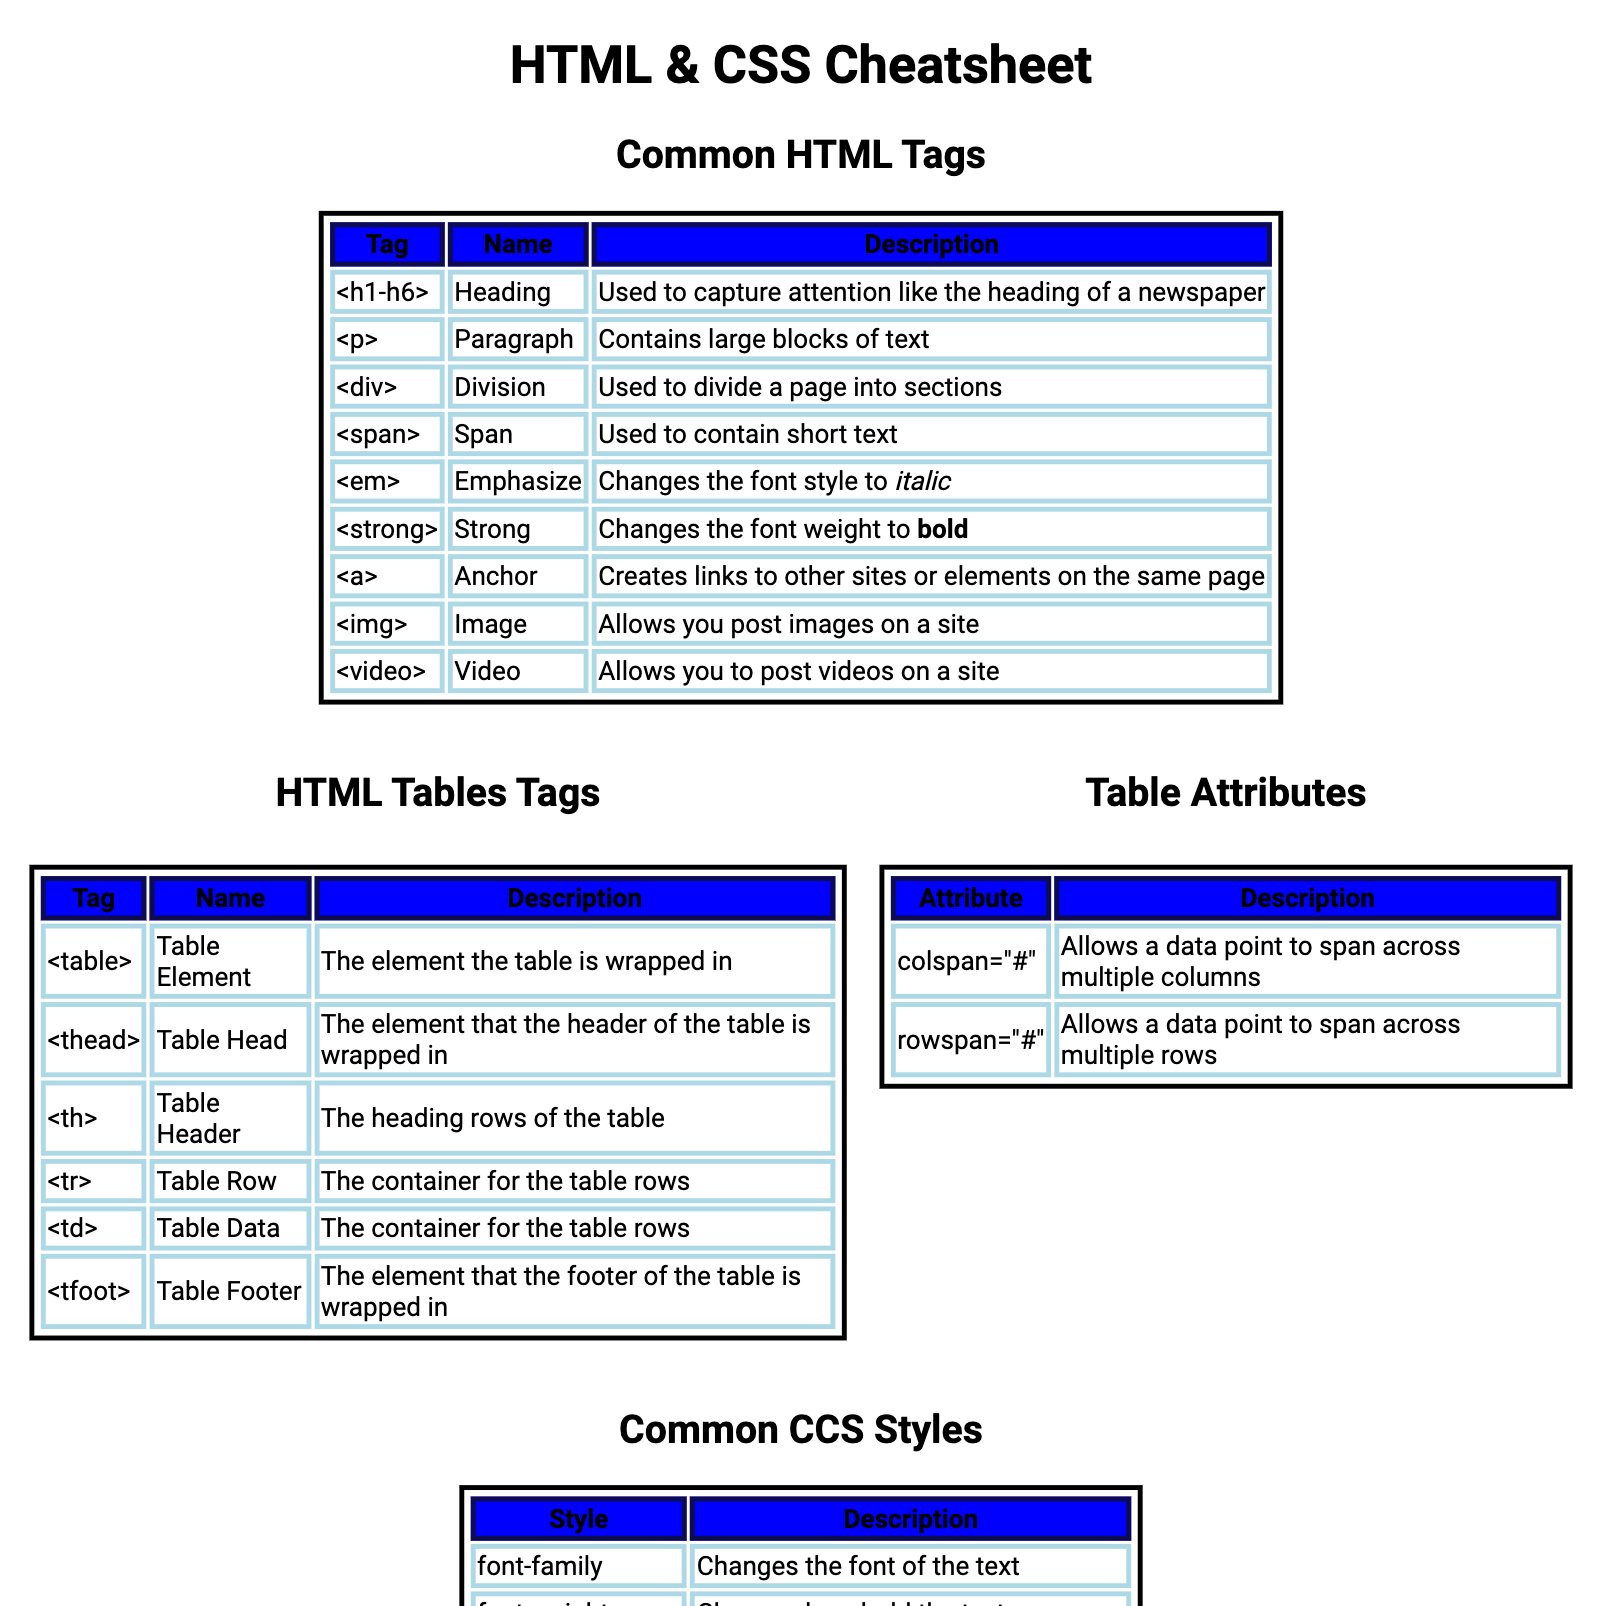 HTML & CSS Cheatsheet
Common HTML Tags
Tag Name Description
<h1-h6> Heading Used to capture attention like the heading of a newspaper
<p> Paragraph Contains large blocks of text
<div> Division Used to divide a page into sections
<span> Span Used to contain short text
<em> Emphasize Changes the font style to italic
<strong> Strong Changes the font weight to bold
<a> Anchor Creates links to other sites or elements on the same page
<img> Image Allows you post images on a site
<video> Video Allows you to post videos on a site
HTML Tables Tags
Tag Name Description
<table> Table
Element The element the table is wrapped in
<thead> Table Head The element that the header of the table is
wrapped in
<th> Table
Header The heading rows of the table
<tr> Table Row The container for the table rows
<td> Table Data The container for the table rows
<tfoot> Table Footer The element that the footer of the table is
wrapped in
Table Attributes
Attribute Description
colspan="#" Allows a data point to span across
multiple columns
rowspan="#" Allows a data point to span across
multiple rows
Common CCS Styles
Style Description
font-family Changes the font of the text